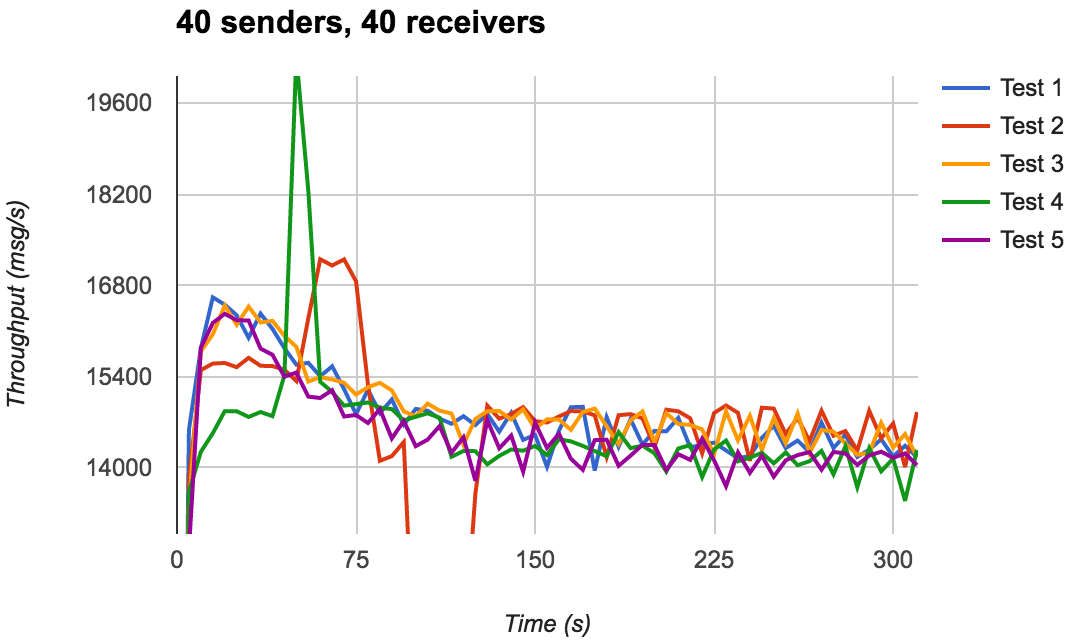 40 senders, 40 receivers
Throughput (msg/s)
19600
18200
16800
15400
14000
0 75 150 225 300
Time (s)
Test 1
Test 2
Test 3
Test 4
Test 5